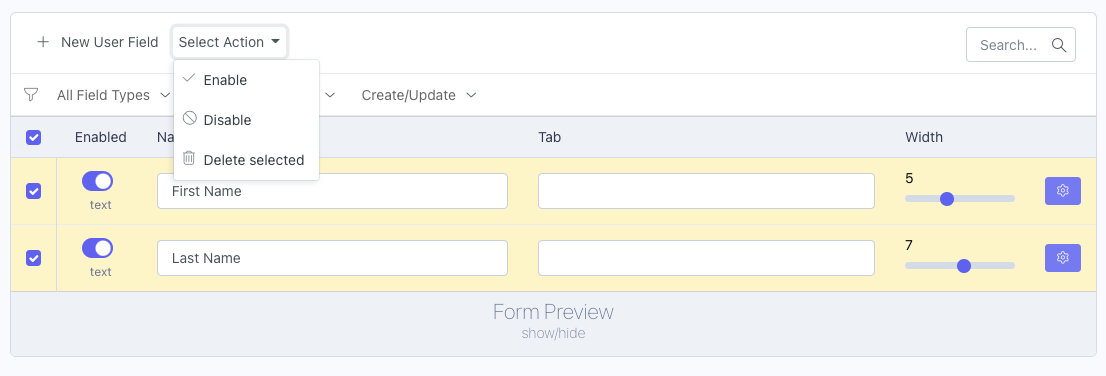 New User Field Select Action
Search...
Enable
All Field Types Create/Update
Disable
Enabled Na Tab Width
Delete selected
First Name 5
text
Last Name 7
text
Form Preview
show/hide